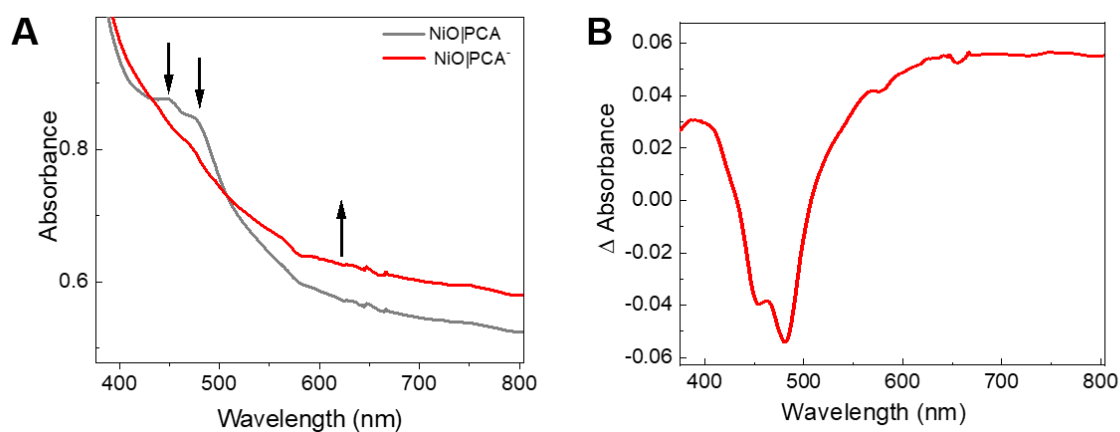 A
NiO|PCA
NiO|PCA⁻
Absorbance
0.8
0.6
400 500 600 700 800
Wavelength (nm)
B
Δ Absorbance
0.06
0.04
0.02
0.00
-0.02
-0.04
-0.06
400 500 600 700 800
Wavelength (nm)